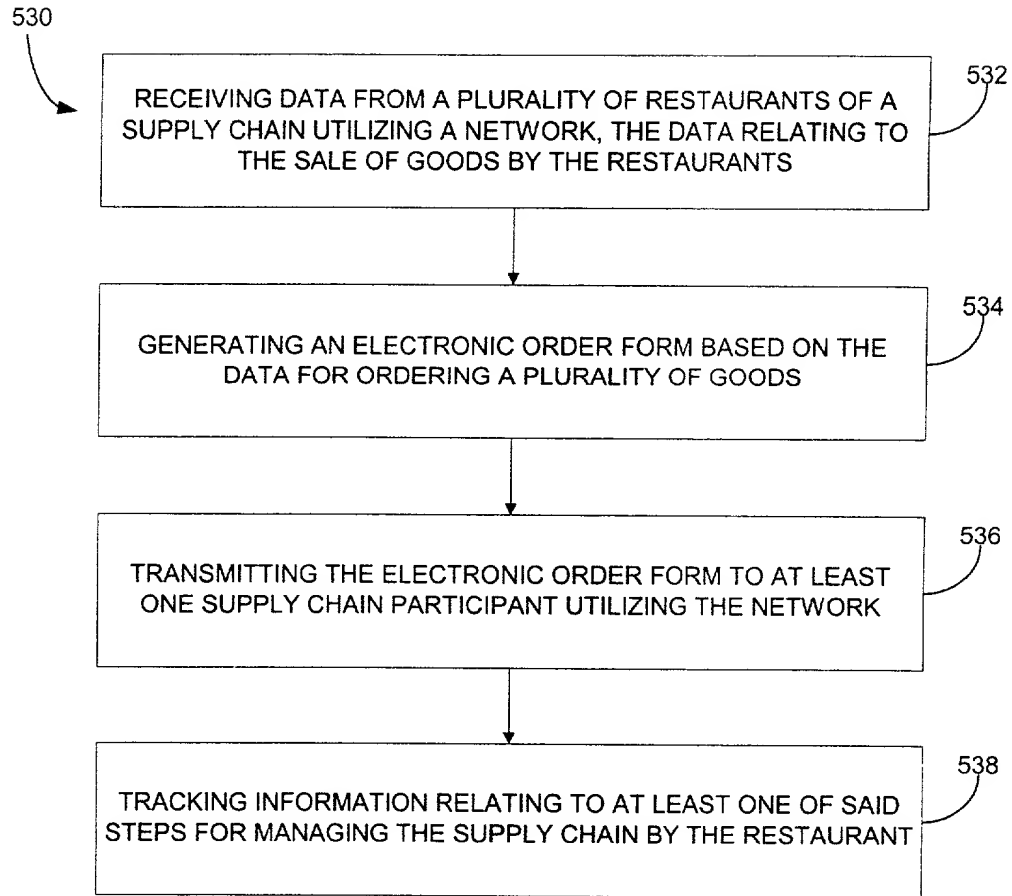 530
532
RECEIVING DATA FROM A PLURALITY OF RESTAURANTS OF A
SUPPLY CHAIN UTILIZING A NETWORK, THE DATA RELATING TO
THE SALE OF GOODS BY THE RESTAURANTS
534
GENERATING AN ELECTRONIC ORDER FORM BASED ON THE
DATA FOR ORDERING A PLURALITY OF GOODS
536
TRANSMITTING THE ELECTRONIC ORDER FORM TO AT LEAST
ONE SUPPLY CHAIN PARTICIPANT UTILIZING THE NETWORK
538
TRACKING INFORMATION RELATING TO AT LEAST ONE OF SAID
STEPS FOR MANAGING THE SUPPLY CHAIN BY THE RESTAURANT